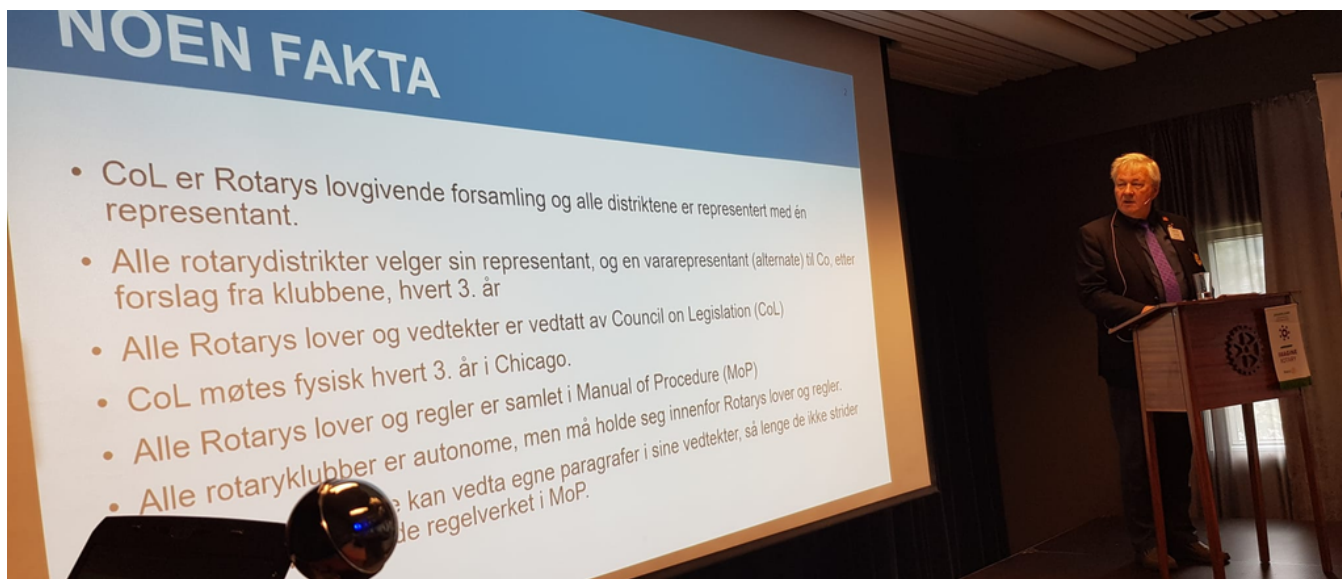 NOEN FAKTA
• CoL er Rotarys lovgivende forsamling og alle distriktene er representert med én
representant.
• Alle rotarydistrikter velger sin representant, og en vararepresentant (alternate) til Co, etter
forslag fra klubbene, hvert 3. år
• Alle Rotarys lover og vedtekter er vedtatt av Council on Legislation (CoL)
• CoL møtes fysisk hvert 3. år i Chicago.
• Alle Rotarys lover og regler er samlet i Manual of Procedure (MoP)
• Alle rotaryklubber er autonome, men må holde seg innenfor Rotarys lover og regler.
kan vedta egne paragrafer i sine vedtekter, så lenge de ikke strider
de regelverket i MoP.
IMAGINE
ROTARY